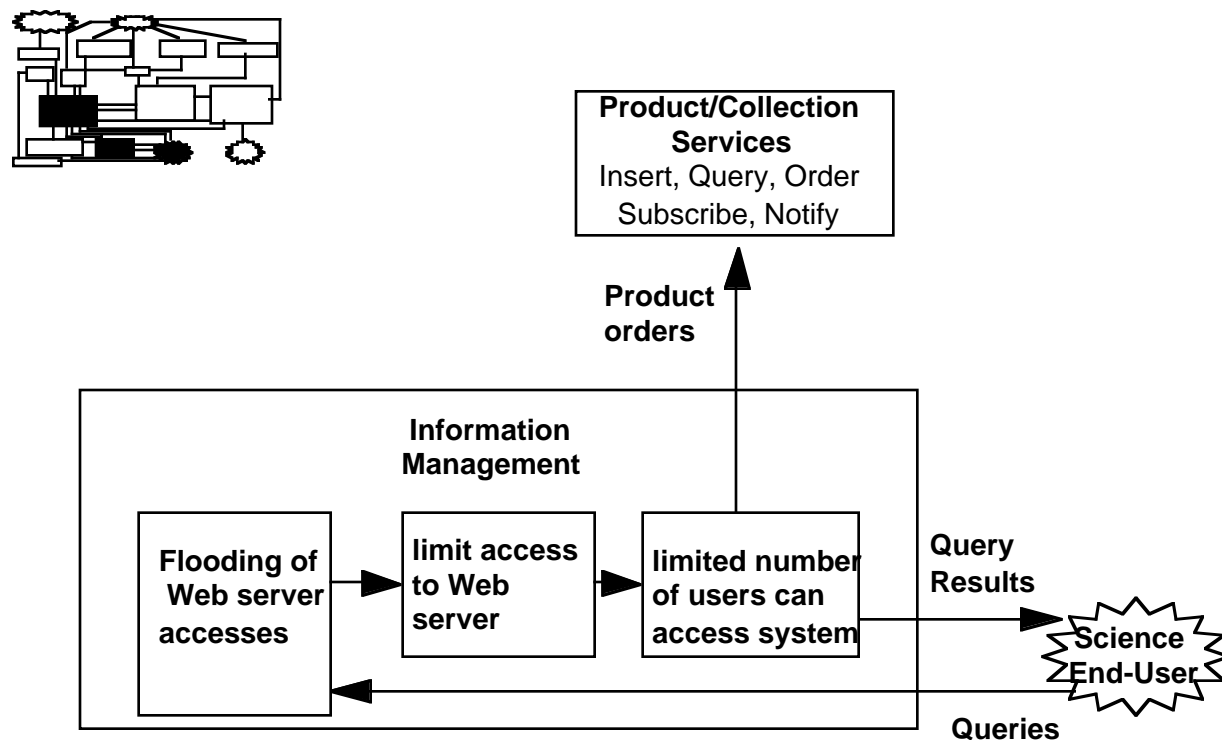 Product/Collection
Services
Insert, Query, Order
Subscribe, Notify
Product
orders
Information
Management
Flooding of
Web server
accesses
limit access
to Web
server
limited number
of users can
access system
Query
Results
Science
End-User
Queries